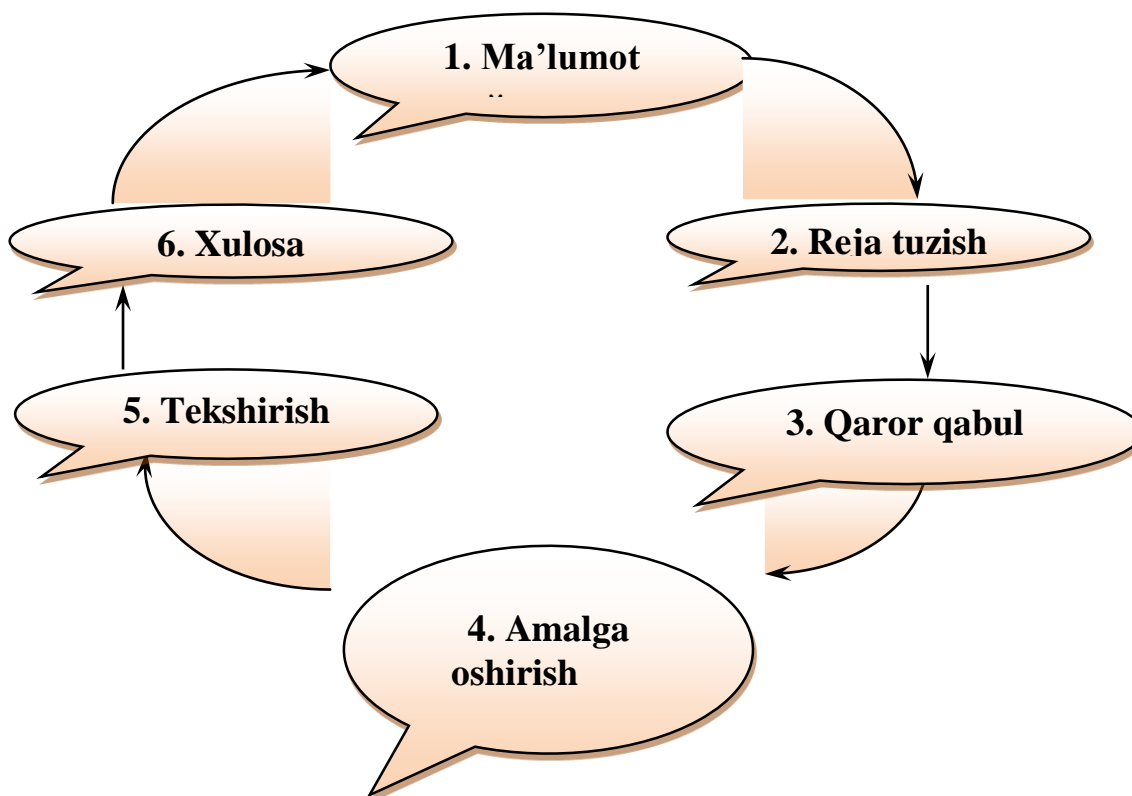 1. Ma’lumot
2. Reja tuzish
3. Qaror qabul
4. Amalga
oshirish
5. Tekshirish
6. Xulosa